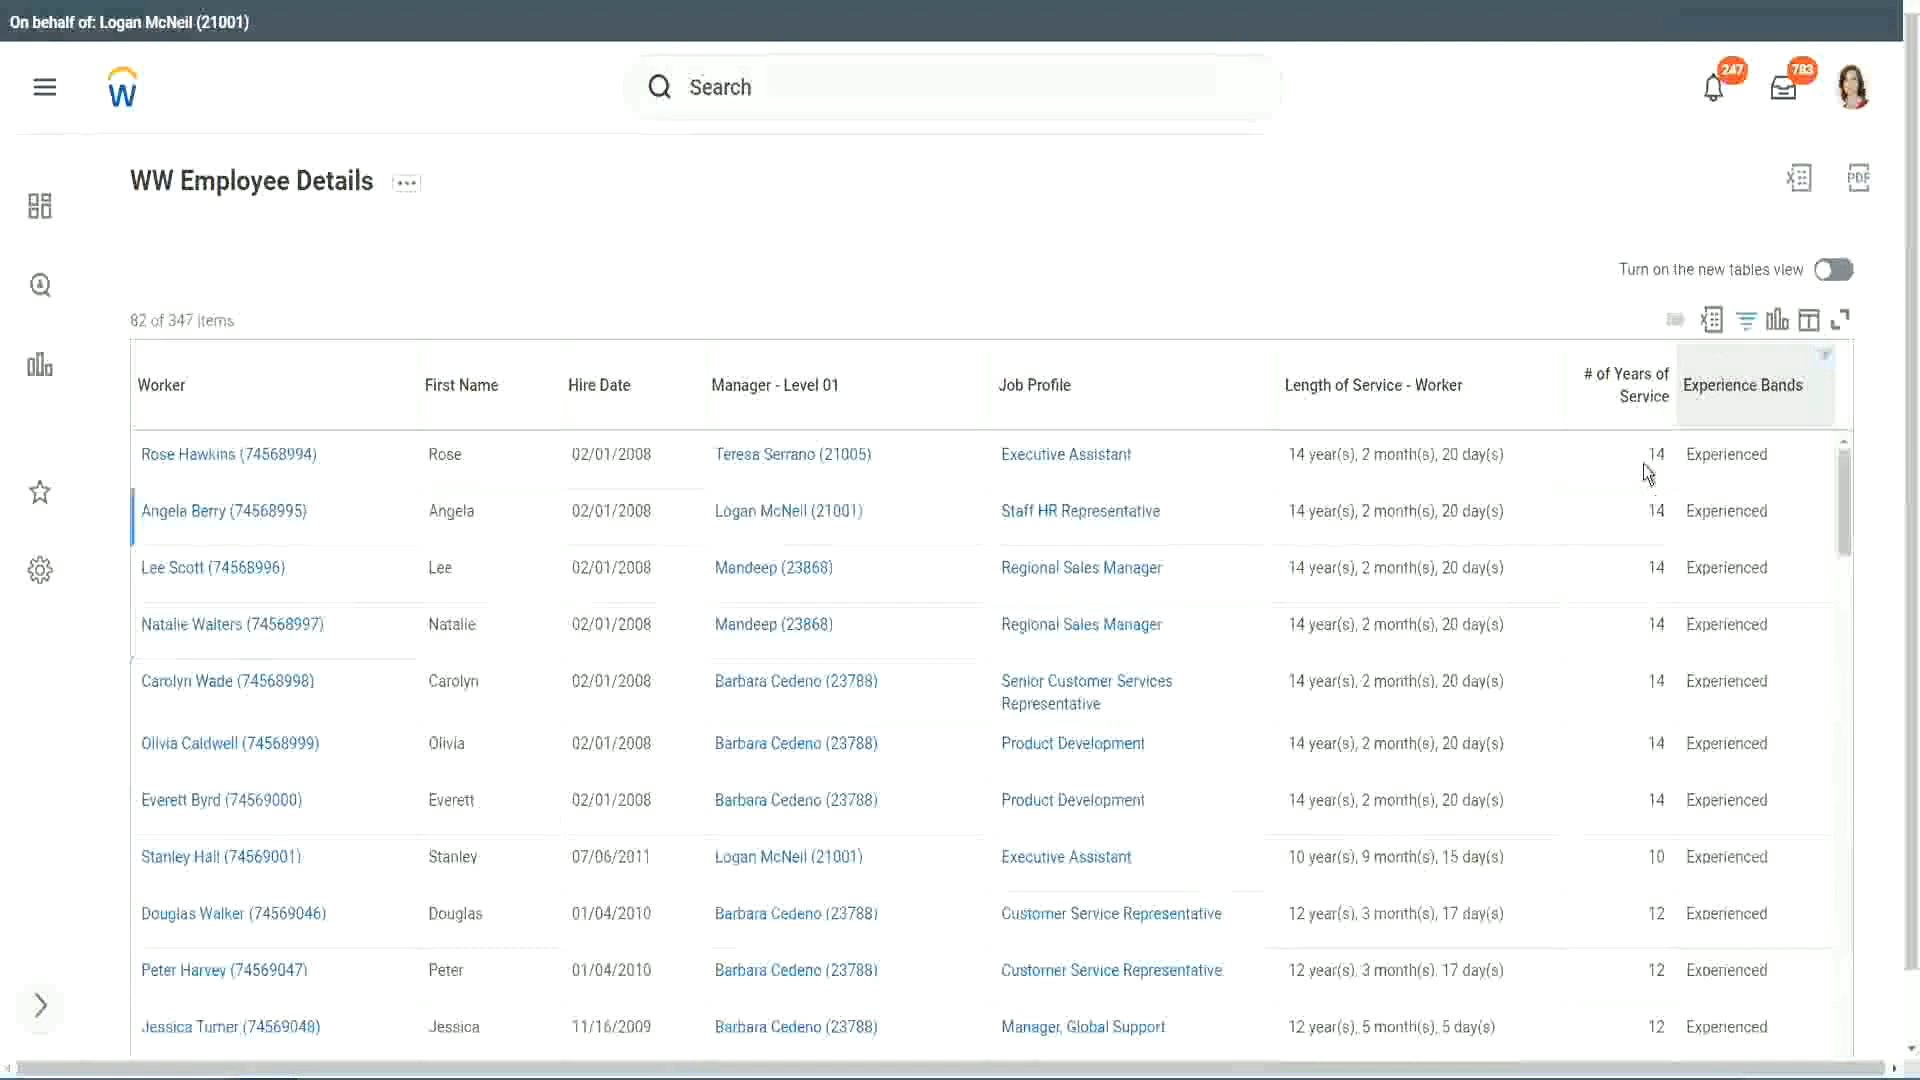 On behalf of: Logan McNeil (21001)
W
Search
247
783
WW Employee Details
X
PDF
Turn on the new tables view
82 of 347 items
X
Worker
First Name
Hire Date
Manager - Level 01
Job Profile
Length of Service - Worker
# of Years of
Service
Experience Bands
Rose Hawkins (74568994) Rose 02/01/2008 Teresa Serrano (21005) Executive Assistant 14 year(s), 2 month(s), 20 day(s) 14 Experienced
Angela Berry (74568995) Angela 02/01/2008 Logan McNeil (21001) Staff HR Representative 14 year(s), 2 month(s), 20 day(s) 14 Experienced
Lee Scott (74568996) Lee 02/01/2008 Mandeep (23868) Regional Sales Manager 14 year(s), 2 month(s), 20 day(s) 14 Experienced
Natalie Walters (74568997) Natalie 02/01/2008 Mandeep (23868) Regional Sales Manager 14 year(s), 2 month(s), 20 day(s) 14 Experienced
Carolyn Wade (74568998) Carolyn 02/01/2008 Barbara Cedeno (23788) Senior Customer Services 14 year(s), 2 month(s), 20 day(s) 14 Experienced
Representative
Olivia Caldwell (74568999) Olivia 02/01/2008 Barbara Cedeno (23788) Product Development 14 year(s), 2 month(s), 20 day(s) 14 Experienced
Everett Byrd (74569000) Everett 02/01/2008 Barbara Cedeno (23788) Product Development 14 year(s), 2 month(s), 20 day(s) 14 Experienced
Stanley Hall (74569001) Stanley 07/06/2011 Logan McNeil (21001) Executive Assistant 10 year(s), 9 month(s), 15 day(s) 10 Experienced
Douglas Walker (74569046) Douglas 01/04/2010 Barbara Cedeno (23788) Customer Service Representative 12 year(s), 3 month(s), 17 day(s) 12 Experienced
Peter Harvey (74569047) Peter 01/04/2010 Barbara Cedeno (23788) Customer Service Representative 12 year(s), 3 month(s), 17 day(s) 12 Experienced
Jessica Turner (74569048) Jessica 11/16/2009 Barbara Cedeno (23788) Manager, Global Support 12 year(s), 5 month(s), 5 day(s) 12 Experienced